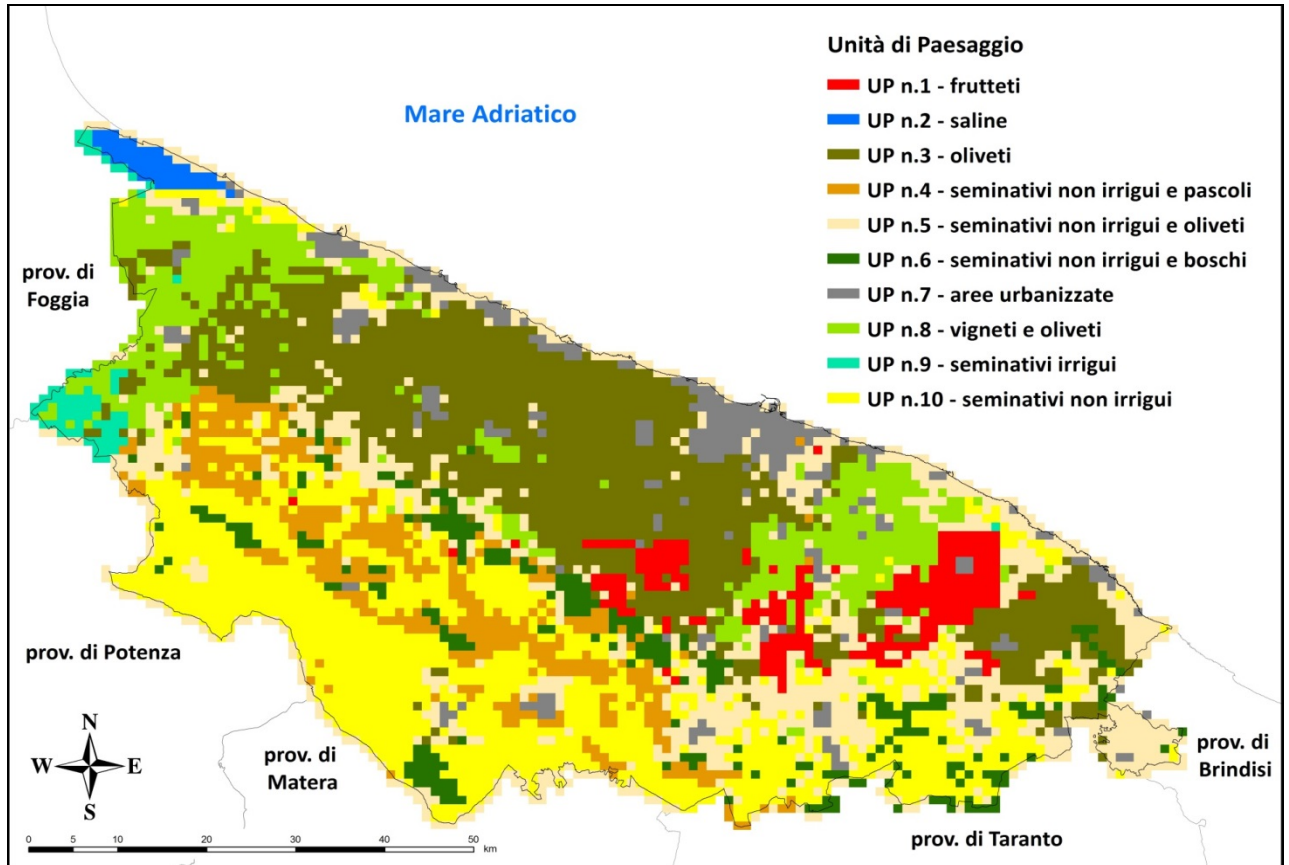 Unità di Paesaggio
UP n.1 - frutteti
UP n.2 - saline
UP n.3 - oliveti
UP n.4 - seminativi non irrigui e pascoli
UP n.5 - seminativi non irrigui e oliveti
UP n.6 - seminativi non irrigui e boschi
UP n.7 - aree urbanizzate
UP n.8 - vigneti e oliveti
UP n.9 - seminativi irrigui
UP n.10 - seminativi non irrigui
Mare Adriatico
prov. di
Foggia
prov. di Potenza
prov. di
Matera
prov. di
Brindisi
prov. di Taranto
N
W E
S
0 5 10 20 30 40 50
km